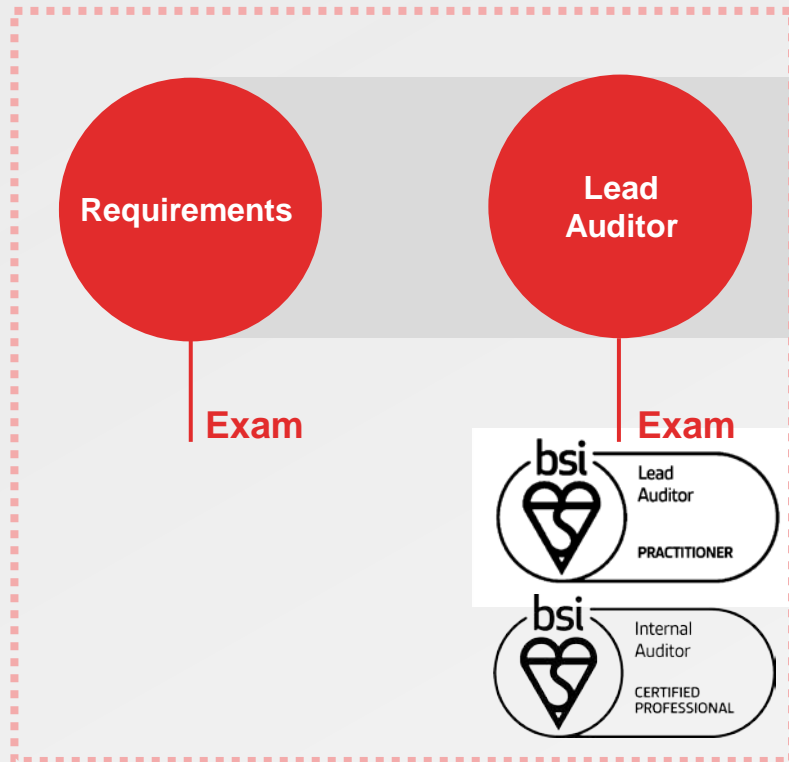 Requirements
Lead
Auditor
Exam
Exam
bsi
Lead
Auditor
PRACTITIONER
bsi
Internal
Auditor
CERTIFIED
PROFESSIONAL